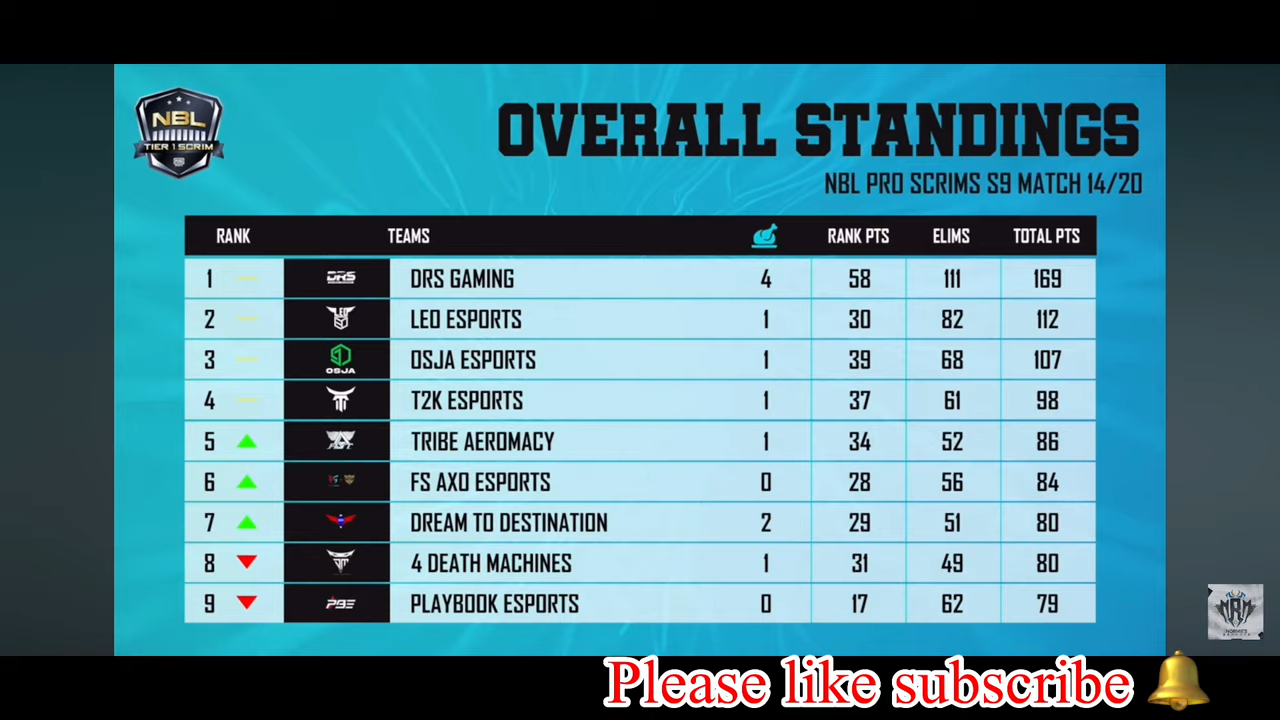 NBL
TIER 1 SCRIM
OVERALL STANDINGS
NBL PRO SCRIMS S9 MATCH 14/20
RANK TEAMS RANK PTS ELIMS TOTAL PTS
1 DRS DRS GAMING 4 58 111 169
2 LEO LEO ESPORTS 1 30 82 112
3 OSJA OSJA ESPORTS 1 39 68 107
4 T2K ESPORTS 1 37 61 98
5 TRIBE AEROMACY 1 34 52 86
6 FS AXO ESPORTS 0 28 56 84
7 DREAM TO DESTINATION 2 29 51 80
8 4 DEATH MACHINES 1 31 49 80
9 PBE PLAYBOOK ESPORTS 0 17 62 79
MRM
Please like subscribe